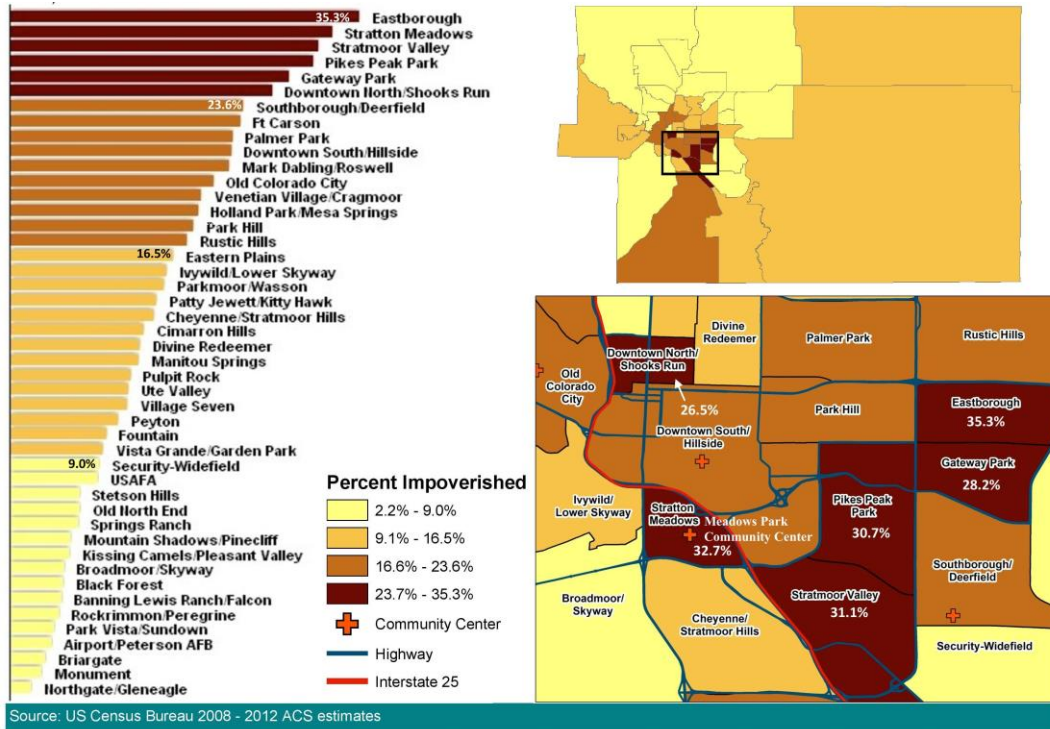 35.3%
Eastborough
Stratton Meadows
Stratmoor Valley
Pikes Peak Park
Gateway Park
Downtown North/Shooks Run
23.6%
Southborough/Deerfield
Ft Carson
Palmer Park
Downtown South/Hillside
Mark Dabling/Roswell
Old Colorado City
Venetian Village/Cragmoor
Holland Park/Mesa Springs
Park Hill
Rustic Hills
16.5%
Eastern Plains
Ivywild/Lower Skyway
Parkmoor/Wasson
Patty Jewett/Kitty Hawk
Cheyenne/Stratmoor Hills
Cimarron Hills
Divine Redeemer
Manitou Springs
Pulpit Rock
Ute Valley
Village Seven
Peyton
Fountain
Vista Grande/Garden Park
9.0%
Security-Widefield
USAFA
Stetson Hills
Old North End
Springs Ranch
Mountain Shadows/Pinecliff
Kissing Camels/Pleasant Valley
Broadmoor/Skyway
Black Forest
Banning Lewis Ranch/Falcon
Rockrimmon/Peregrine
Park Vista/Sundown
Airport/Peterson AFB
Briargate
Monument
Northgate/Gleneagle
Percent Impoverished
2.2% - 9.0%
9.1% - 16.5%
16.6% - 23.6%
23.7% - 35.3%
Community Center
Highway
Interstate 25
Divine
Redeemer
Palmer Park
Rustic Hills
Downtown North/
Shooks Run
Old
Colorado
City
26.5%
Park Hill
Eastborough
35.3%
Downtown South/
Hillside
Gateway Park
28.2%
Ivywild/
Lower Skyway
Stratton
Meadows
Meadows Park
Community Center
32.7%
Pikes Peak
Park
30.7%
Southborough/
Deerfield
Broadmoor/
Skyway
Stratmoor Valley
31.1%
Cheyenne/
Stratmoor Hills
Security-Widefield
Source: US Census Bureau 2008 - 2012 ACS estimates